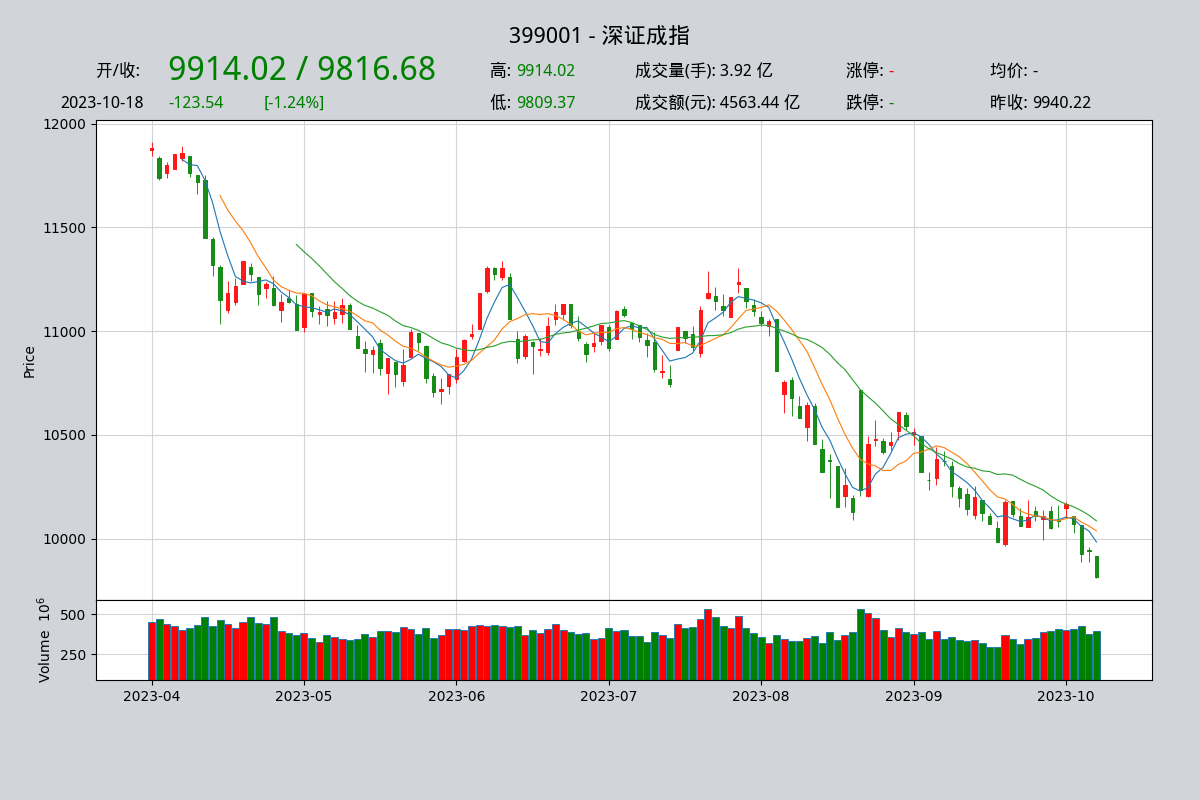 399001 - 深证成指
开/收: 9914.02 / 9816.68 高: 9914.02 成交量(手): 3.92 亿 涨停: - 均价: -
2023-10-18 -123.54 [-1.24%] 低: 9809.37 成交额(元): 4563.44 亿 跌停: - 昨收: 9940.22
12000
11500
11000
10500
10000
Price
500
250
Volume 10^6
2023-04 2023-05 2023-06 2023-07 2023-08 2023-09 2023-10